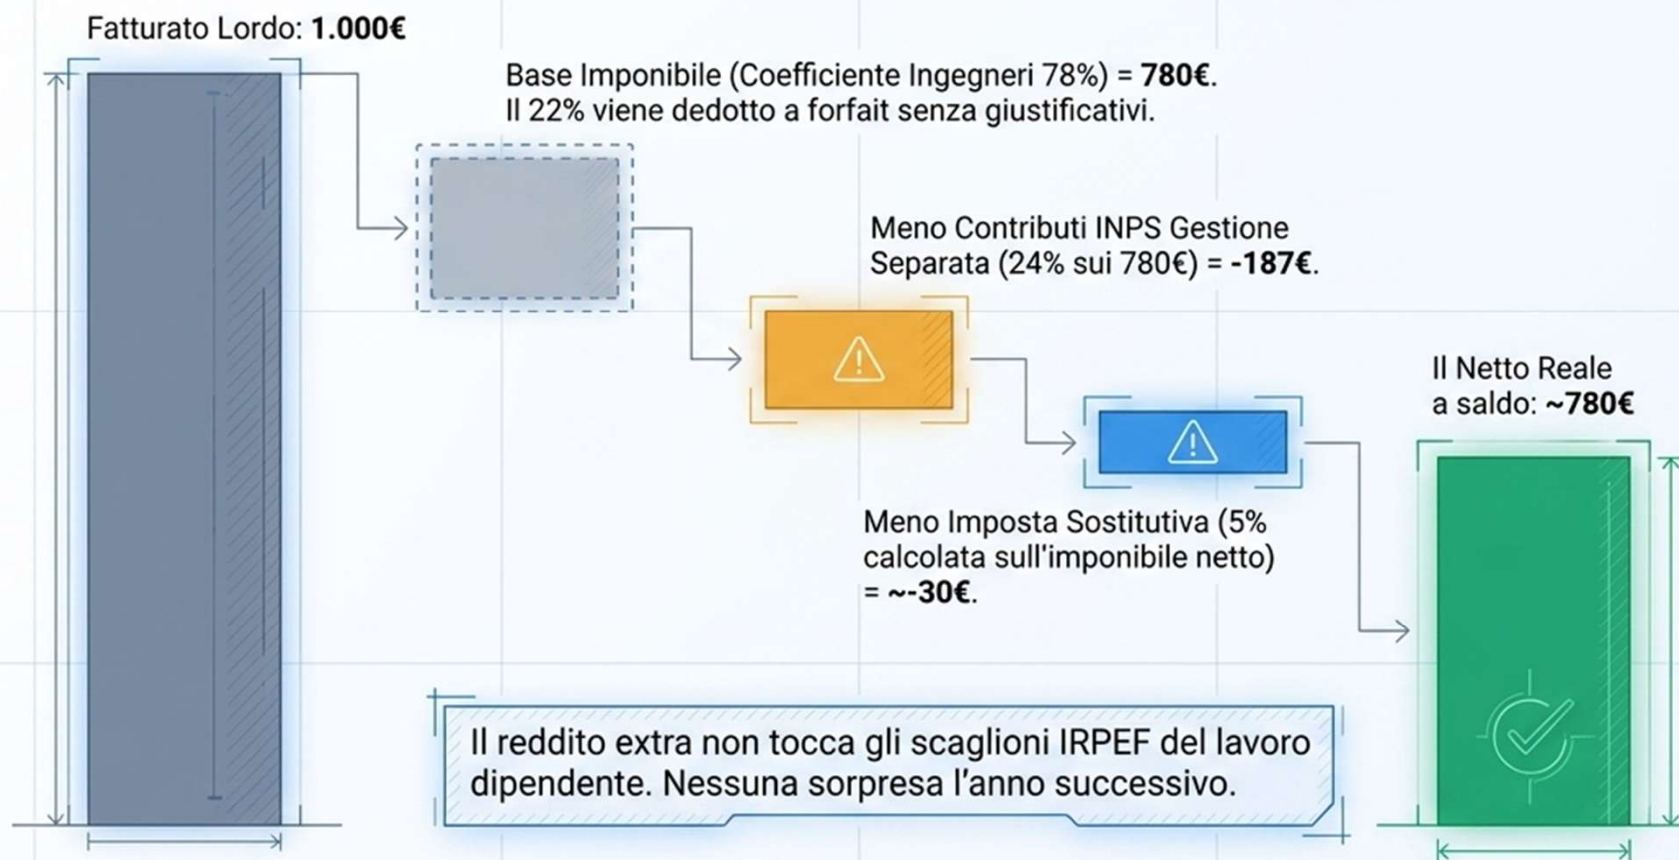 Fatturato Lordo: 1.000€
Base Imponibile (Coefficiente Ingegneri 78%) = 780€.
Il 22% viene dedotto a forfait senza giustificativi.
Meno Contributi INPS Gestione
Separata (24% sui 780€) = -187€.
Meno Imposta Sostitutiva (5%
calcolata sull'imponibile netto)
= ~-30€.
Il Netto Reale
a saldo: ~780€
Il reddito extra non tocca gli scaglioni IRPEF del lavoro
dipendente. Nessuna sorpresa l'anno successivo.